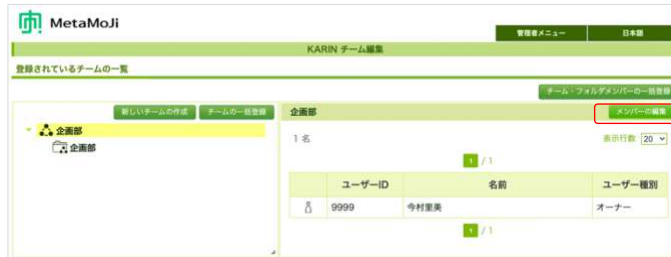 MetaMoJi
管理者メニュー
日本語
KARIN チーム編集
登録されているチームの一覧
チーム・フォルダメンバーの一括登録
新しいチームの作成
チームの一括登録
企画部
企画部
企画部
メンバーの編集
1 名
表示行数 20
1 / 1
ユーザーID 名前 ユーザー種別
9999 今村里美 オーナー
1 / 1